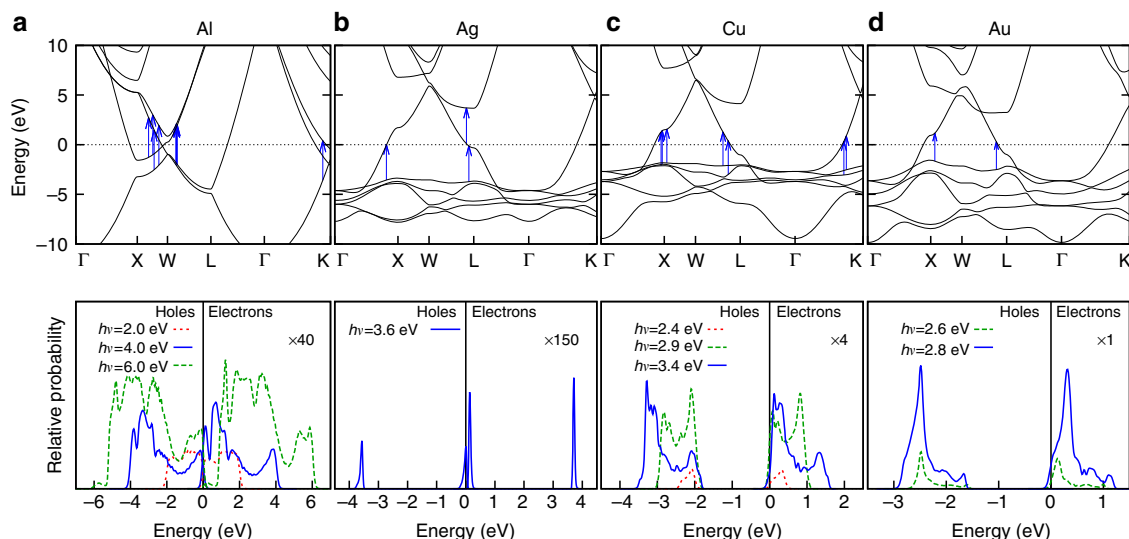 a Al
b Ag
c Cu
d Au
Energy (eV)
10
5
0
−5
−10
Γ X W L Γ K
Γ X W L Γ K
Γ X W L Γ K
Γ X W L Γ K
Relative probability
Holes Electrons
hν=2.0 eV
hν=4.0 eV
hν=6.0 eV
×40
−6 −4 −2 0 2 4 6
Energy (eV)
Holes Electrons
hν=3.6 eV
×150
−4 −3 −2 −1 0 1 2 3 4
Energy (eV)
Holes Electrons
hν=2.4 eV
hν=2.9 eV
hν=3.4 eV
×4
−4 −3 −2 −1 0 1 2
Energy (eV)
Holes Electrons
hν=2.6 eV
hν=2.8 eV
×1
−3 −2 −1 0 1
Energy (eV)